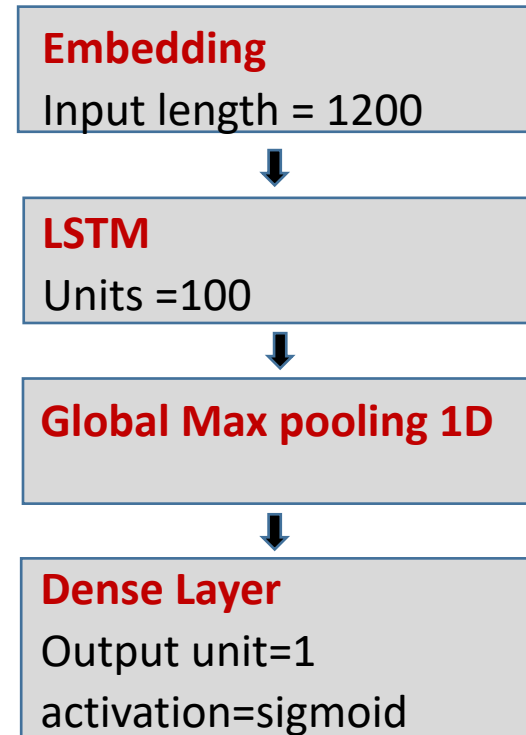 Embedding
Input length = 1200
LSTM
Units =100
Global Max pooling 1D
Dense Layer
Output unit=1
activation=sigmoid